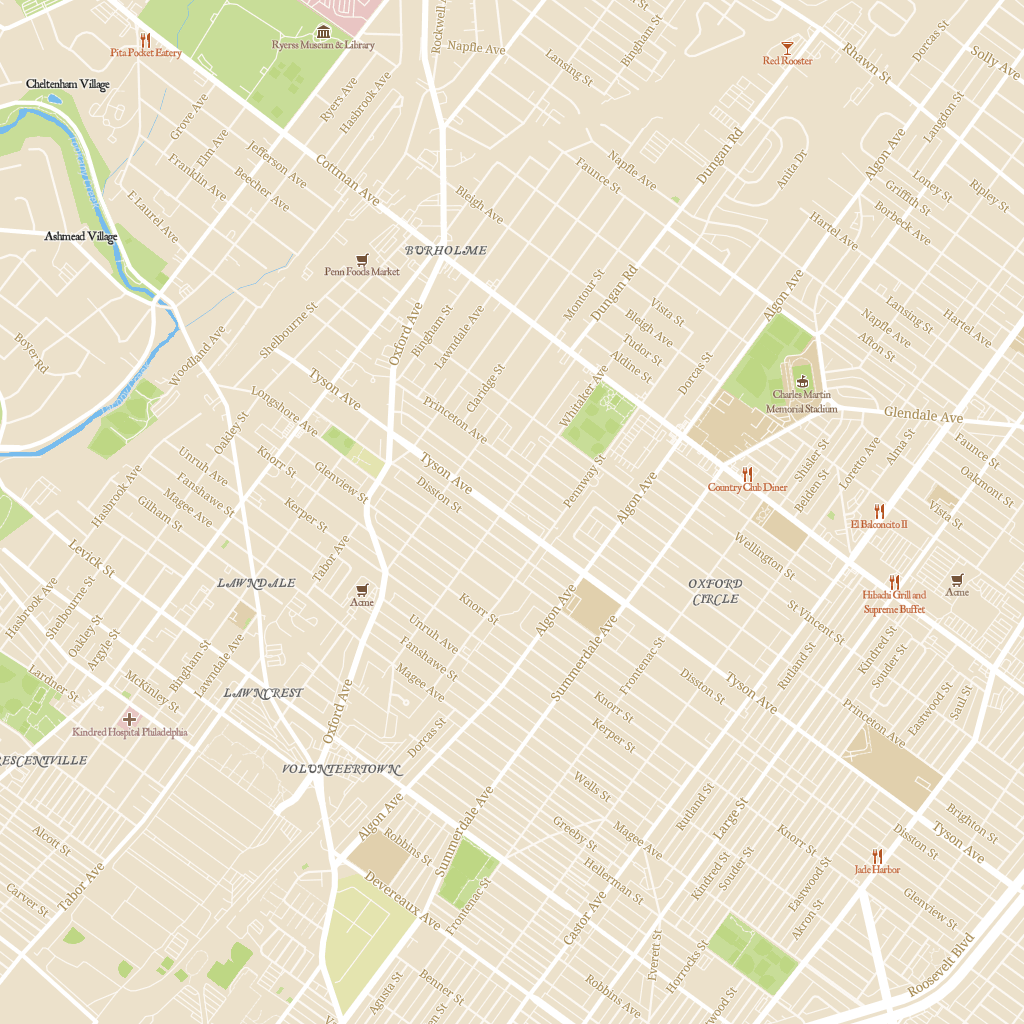 Rockwell
Napfle Ave
Faunce St
Bingham St
Lansing St
Ryerss Museum & Library
Pita Pocket Eatery
Red Rooster
Rhawn St
Dorcas St
Solly Ave
Cheltenham Village
Grove Ave
Elm Ave
Ryers Ave
Hasbrook Ave
Langdon St
Algon Ave
Dungan Rd
Jefferson Ave
Franklin Ave
Beecher Ave
Cottman Ave
Napfle Ave
Faunce St
Anita Dr
Loney St
Griffith St
Ripley St
Borbeck Ave
E Laurel Ave
Bleigh Ave
Hartel Ave
Ashmead Village
BURHOLME
Penn Foods Market
Montour St
Dungan Rd
Algon Ave
Shelbourne St
Oxford Ave
Bingham St
Lawndale Ave
Vista St
Bleigh Ave
Tudor St
Aldine St
Lansing St
Napfle Ave
Afton St
Hartel Ave
Boyer Rd
Woodland Ave
Tyson Ave
Claridge St
Dorcas St
Whitaker Ave
Charles Martin
Memorial Stadium
Longshore Ave
Oakley St
Princeton Ave
Glendale Ave
Unruh Ave
Knorr St
Glenview St
Tyson Ave
Disston St
Pennway St
Algon Ave
Country Club Diner
Shisler St
Belden St
Loretto Ave
Alma St
Faunce St
Oakmont St
Hasbrook Ave
Fanshawe St
Magee Ave
Gilham St
Kerper St
El Balconcito II
Vista St
Levick St
Tabor Ave
Wellington St
LAWNDALE
Acme
OXFORD
CIRCLE
Hibachi Grill and
Supreme Buffet
Acme
Hasbrook Ave
Shelbourne St
Oakley St
Argyle St
Knorr St
Algon Ave
St Vincent St
Unruh Ave
Fanshawe St
Magee Ave
Summerdale Ave
Frontenac St
Rutland St
Kindred St
Souder St
Bingham St
Lawndale Ave
Lardner St
McKinley St
LAWNCREST
Disston St
Tyson Ave
Eastwood St
Saul St
Princeton Ave
Kindred Hospital Philadelphia
Oxford Ave
Dorcas St
Knorr St
Kerper St
RESCENTVILLE
VOLUNTEERTOWN
Wells St
Rutland St
Large St
Alcott St
Algon Ave
Robbins St
Summerdale Ave
Greeby St
Magee Ave
Knorr St
Brighton St
Disston St
Tyson Ave
Jade Harbor
Carver St
Tabor Ave
Devereaux Ave
Frontenac St
Hellerman St
Kindred St
Souder St
Eastwood St
Akron St
Glenview St
Castor Ave
Everett St
Horrocks St
Roosevelt Blvd
Agusta St
Benner St
Robbins Ave